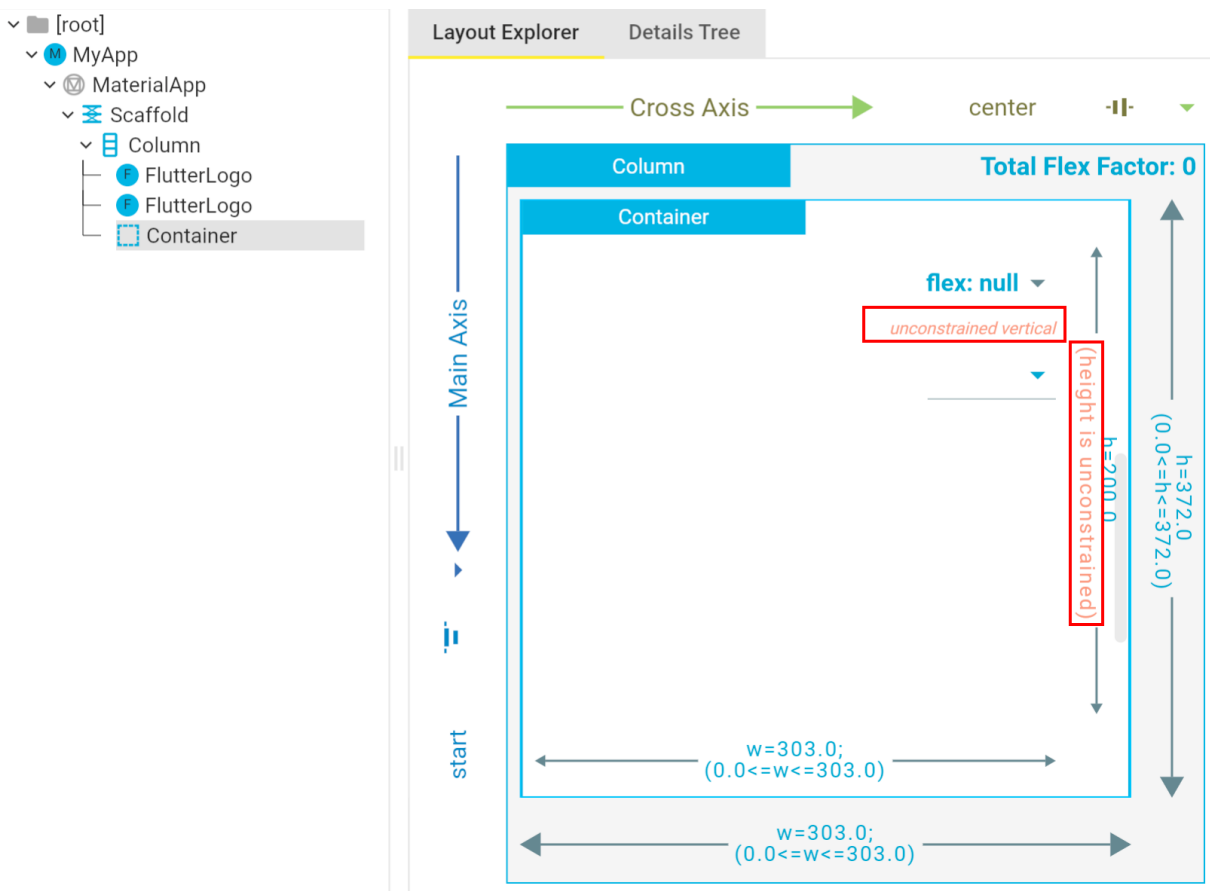 [root]
MyApp
MaterialApp
Scaffold
Column
FlutterLogo
FlutterLogo
Container
Layout Explorer
Details Tree
Cross Axis
center
Main Axis
start
Column
Total Flex Factor: 0
Container
flex: null
unconstrained vertical
(height is unconstrained)
h=200.0
h=372.0
(0.0<=h<=372.0)
w=303.0;
(0.0<=w<=303.0)
w=303.0;
(0.0<=w<=303.0)